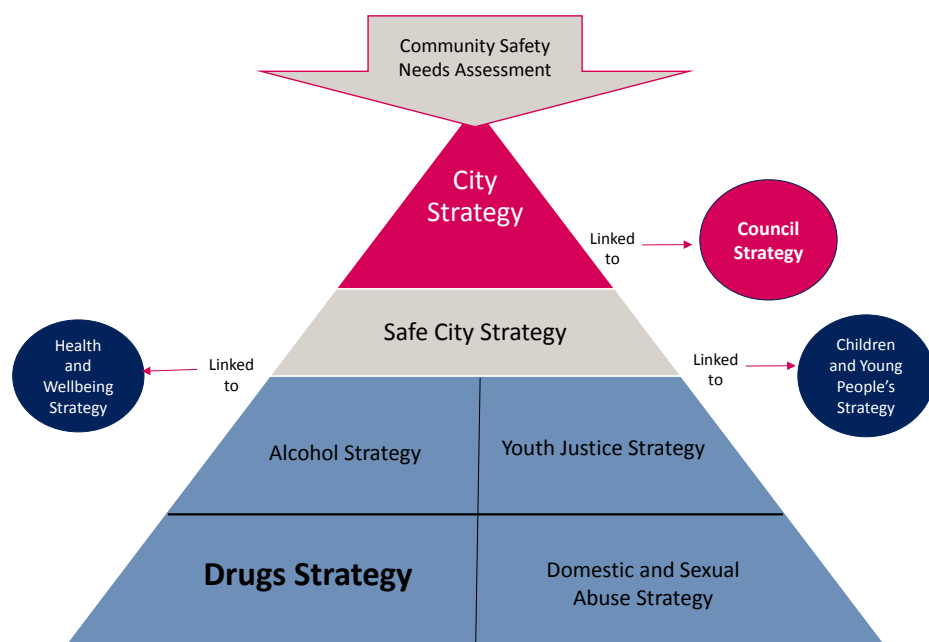 Community Safety
Needs Assessment
City
Strategy
Linked
to
Council
Strategy
Safe City Strategy
Health
and
Wellbeing
Strategy
Linked
to
Linked
to
Children
and Young
People's
Strategy
Alcohol Strategy
Youth Justice Strategy
Drugs Strategy
Domestic and Sexual
Abuse Strategy